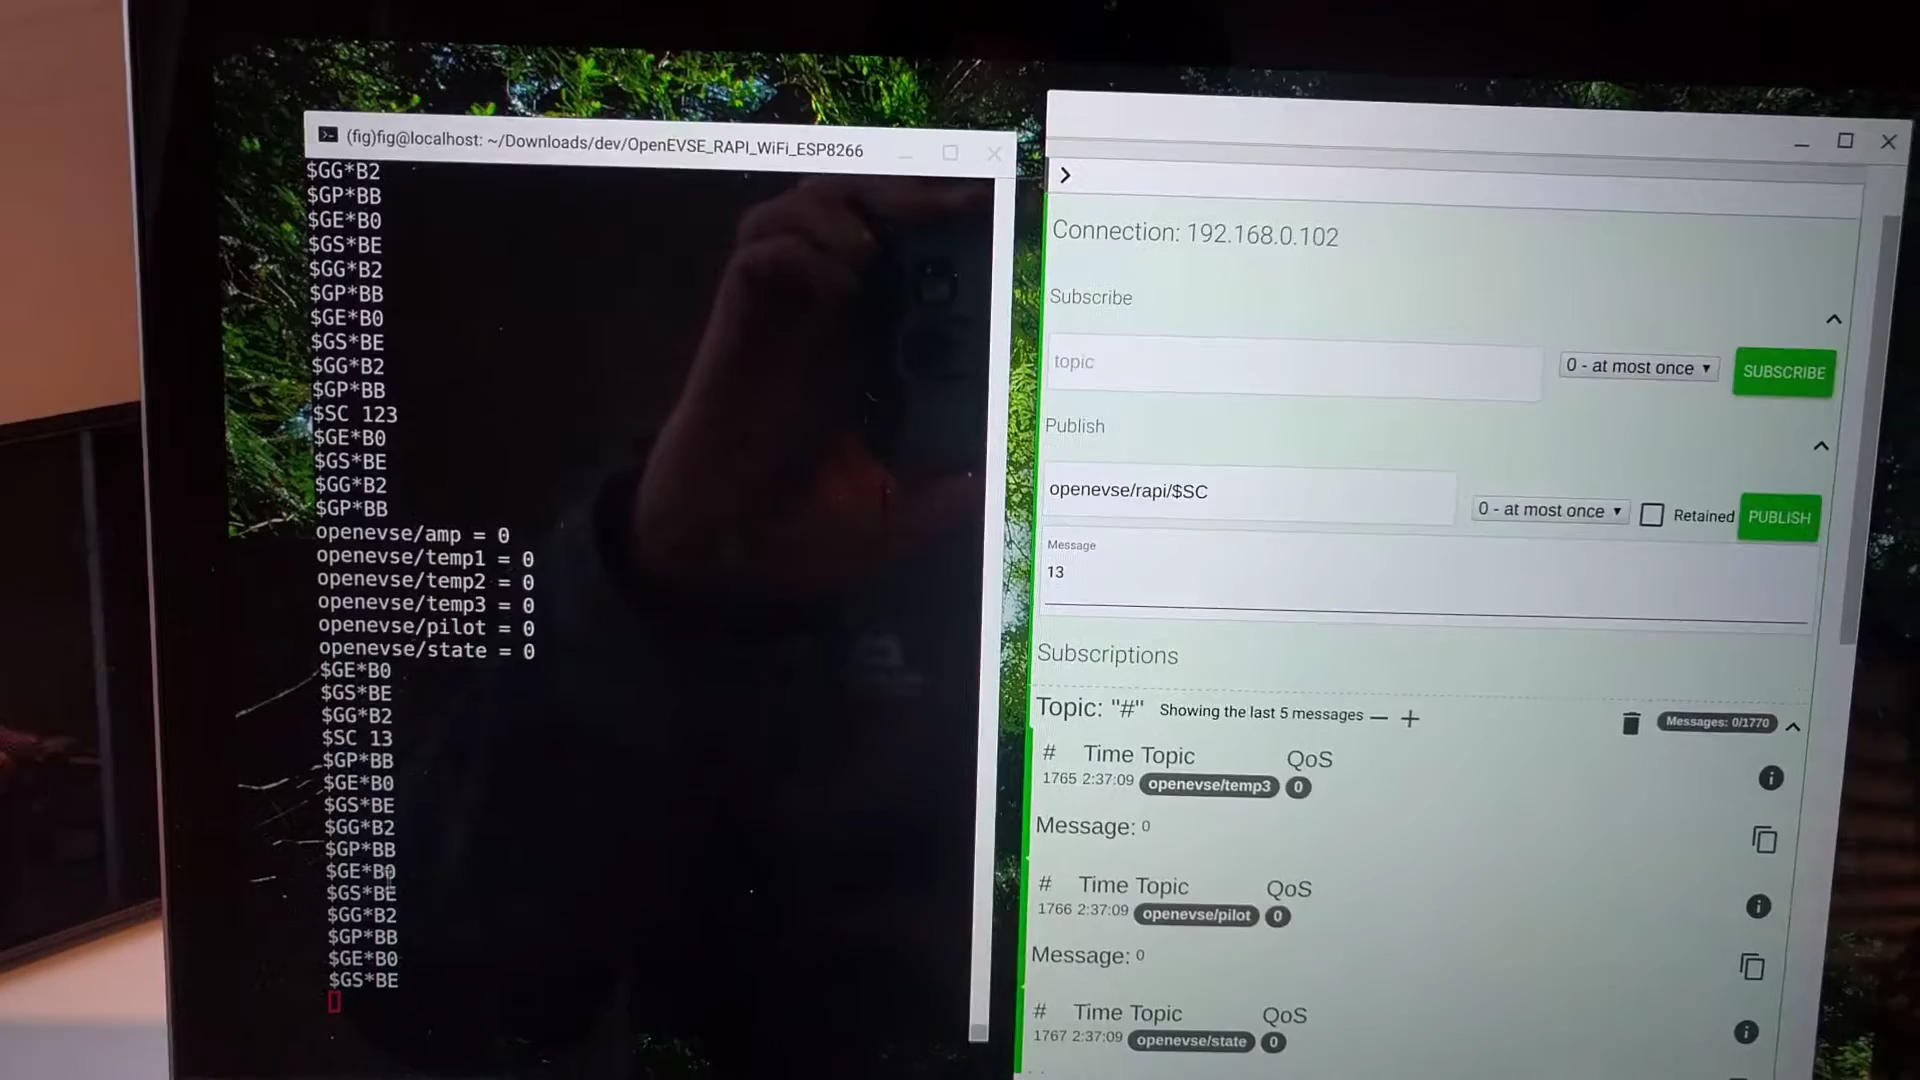 (fig)fig@localhost: ~/Downloads/dev/OpenEVSE_RAPI_WiFi_ESP8266
$GG*B2
$GP*BB
$GE*B0
$GS*BE
$GG*B2
$GP*BB
$GE*B0
$GS*BE
$GG*B2
$GP*BB
$SC 123
$GE*B0
$GS*BE
$GG*B2
$GP*BB
openevse/amp = 0
openevse/temp1 = 0
openevse/temp2 = 0
openevse/temp3 = 0
openevse/pilot = 0
openevse/state = 0
$GE*B0
$GS*BE
$GG*B2
$SC 13
$GP*BB
$GE*B0
$GS*BE
$GG*B2
$GP*BB
$GE*B0
$GS*BE
$GG*B2
$GP*BB
$GE*B0
$GS*BE
Connection: 192.168.0.102
Subscribe
topic 0 - at most once SUBSCRIBE
Publish
openevse/rapi/$SC 0 - at most once Retained PUBLISH
Message
13
Subscriptions
Topic: "#" Showing the last 5 messages Messages: 0/1770
# Time Topic QoS
1765 2:37:09 openevse/temp3 0
Message: 0
# Time Topic QoS
1766 2:37:09 openevse/pilot 0
Message: 0
# Time Topic QoS
1767 2:37:09 openevse/state 0